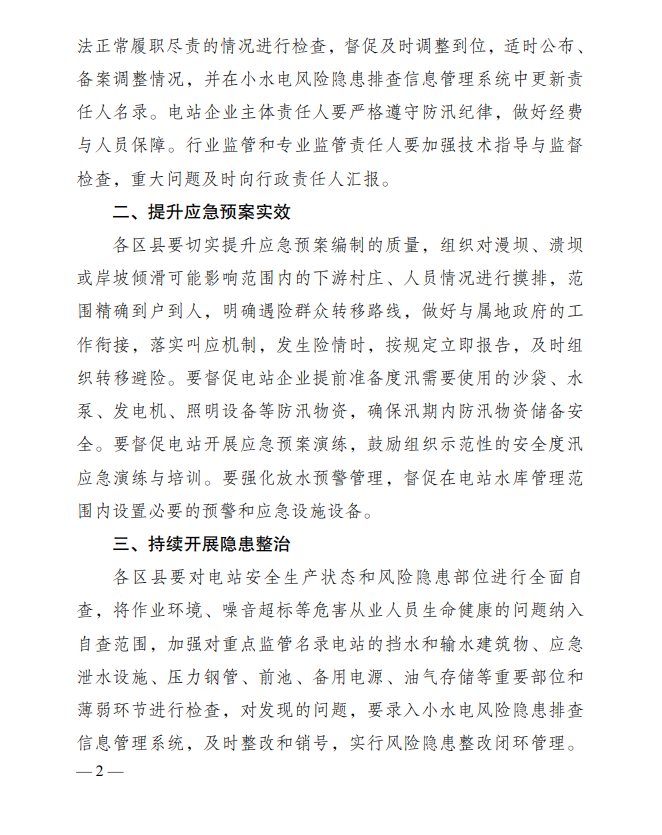 法正常履职尽责的情况进行检查，督促及时调整到位，适时公布、
备案调整情况，并在小水电风险隐患排查信息管理系统中更新责
任人名录。电站企业主体责任人要严格遵守防汛纪律，做好经费
与人员保障。行业监管和专业监管责任人要加强技术指导与监督
检查，重大问题及时向行政责任人汇报。
二、提升应急预案实效
各区县要切实提升应急预案编制的质量，组织对漫坝、溃坝
或岸坡倾滑可能影响范围内的下游村庄、人员情况进行摸排，范
围精确到户到人，明确遇险群众转移路线，做好与属地政府的工
作衔接，落实叫应机制，发生险情时，按规定立即报告，及时组
织转移避险。要督促电站企业提前准备度汛需要使用的沙袋、水
泵、发电机、照明设备等防汛物资，确保汛期内防汛物资储备安
全。要督促电站开展应急预案演练，鼓励组织示范性的安全度汛
应急演练与培训。要强化放水预警管理，督促在电站水库管理范
围内设置必要的预警和应急设施设备。
三、持续开展隐患整治
各区县要对电站安全生产状态和风险隐患部位进行全面自
查，将作业环境、噪音超标等危害从业人员生命健康的问题纳入
自查范围，加强对重点监管名录电站的挡水和输水建筑物、应急
泄水设施、压力钢管、前池、备用电源、油气存储等重要部位和
薄弱环节进行检查，对发现的问题，要录入小水电风险隐患排查
信息管理系统，及时整改和销号，实行风险隐患整改闭环管理。
— 2 —